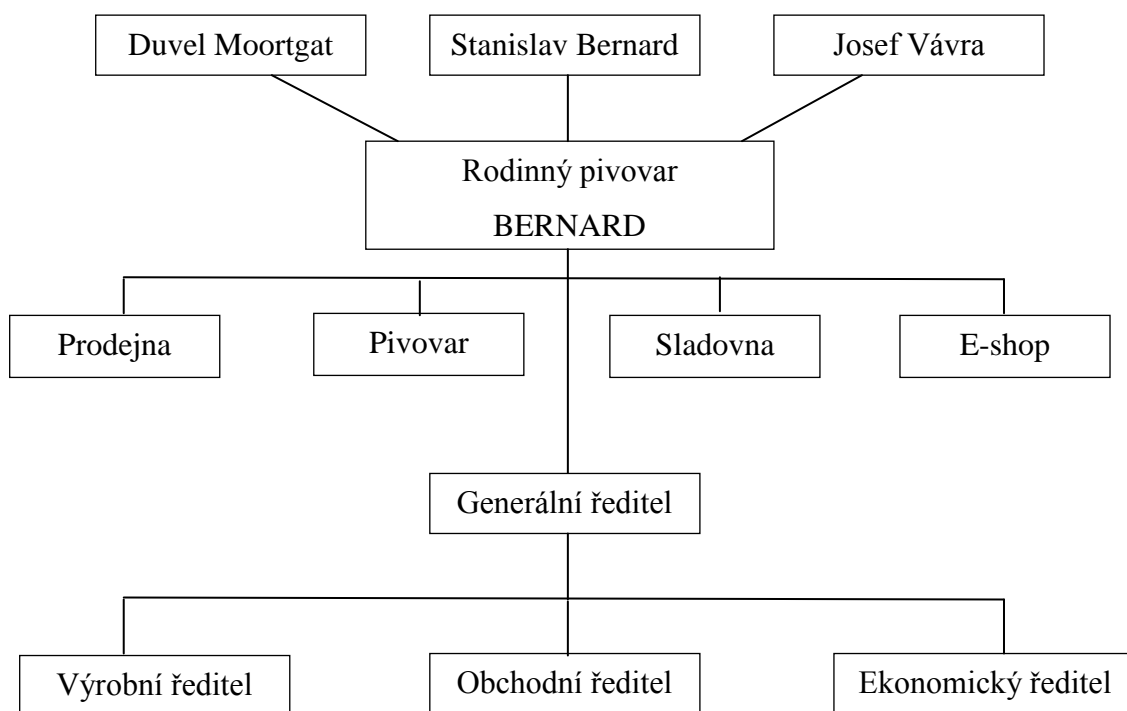 Duvel Moortgat
Stanislav Bernard
Josef Vávra
Rodinný pivovar
BERNARD
Prodejna
Pivovar
Sladovna
E-shop
Generální ředitel
Výrobní ředitel
Obchodní ředitel
Ekonomický ředitel